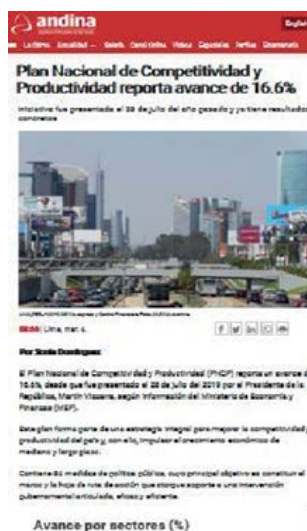 andina
English
Plan Nacional de Competitividad y
Productividad reporta avance de 16.6%
Iniciativa fue presentada el 28 de julio del año pasado y ya tiene resultados
concretos
Lima, mar. 6.
Por Sonia Dominguez
El Plan Nacional de Competitividad y Productividad (PNCP) reporta un avance de
16.6%, desde que fue presentado el 28 de julio del 2019 por el Presidente de la
República, Martín Vizcarra, según información del Ministerio de Economía y
Finanzas (MEF).
Este plan forma parte de una estrategia integral para mejorar la competitividad y
productividad del país y, con ello, impulsar el crecimiento económico de
mediano y largo plazo.
Contiene 84 medidas de política pública, cuyo principal objetivo es constituir el
marco y la hoja de ruta de acción que otorgue soporte a una intervención
gubernamental articulada, eficaz y eficiente.
Avance por sectores (%)